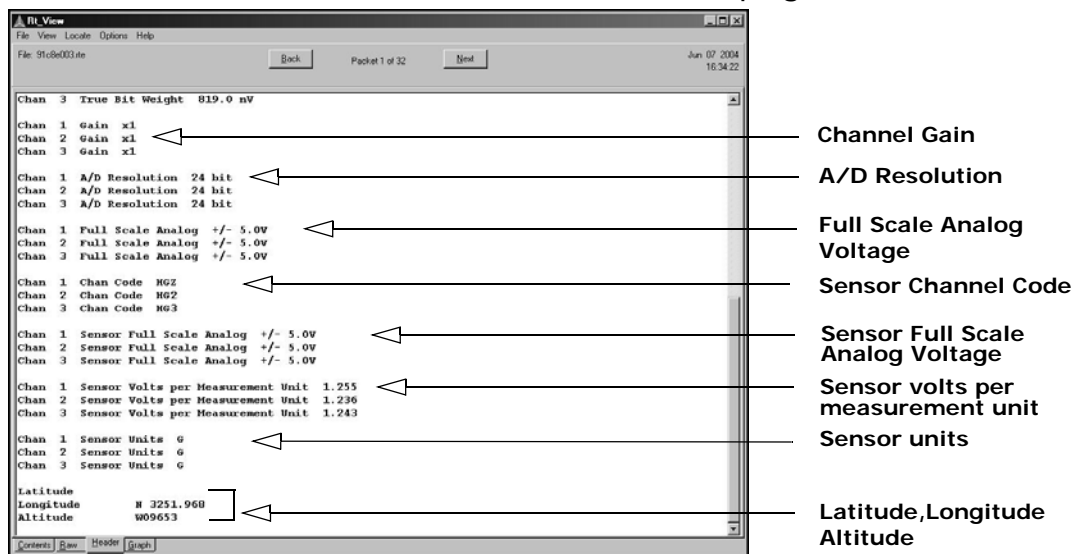 Rt_View
File View Locate Options Help
File: 91c8e003.rte
Back
Packet 1 of 32
Next
Jun 07 2004
16:34:22
Chan 3 True Bit Weight 819.0 nV
Chan 1 Gain x1
Chan 2 Gain x1
Chan 3 Gain x1
Channel Gain
Chan 1 A/D Resolution 24 bit
Chan 2 A/D Resolution 24 bit
Chan 3 A/D Resolution 24 bit
A/D Resolution
Chan 1 Full Scale Analog +/- 5.0V
Chan 2 Full Scale Analog +/- 5.0V
Chan 3 Full Scale Analog +/- 5.0V
Full Scale Analog
Voltage
Chan 1 Chan Code HGZ
Chan 2 Chan Code HG2
Chan 3 Chan Code HG3
Sensor Channel Code
Chan 1 Sensor Full Scale Analog +/- 5.0V
Chan 2 Sensor Full Scale Analog +/- 5.0V
Chan 3 Sensor Full Scale Analog +/- 5.0V
Sensor Full Scale
Analog Voltage
Chan 1 Sensor Volts per Measurement Unit 1.255
Chan 2 Sensor Volts per Measurement Unit 1.236
Chan 3 Sensor Volts per Measurement Unit 1.243
Sensor volts per
measurement unit
Chan 1 Sensor Units G
Chan 2 Sensor Units G
Chan 3 Sensor Units G
Sensor units
Latitude
Longitude N 3251.968
Altitude W09653
Latitude,Longitude
Altitude
Contents Raw Header Graph